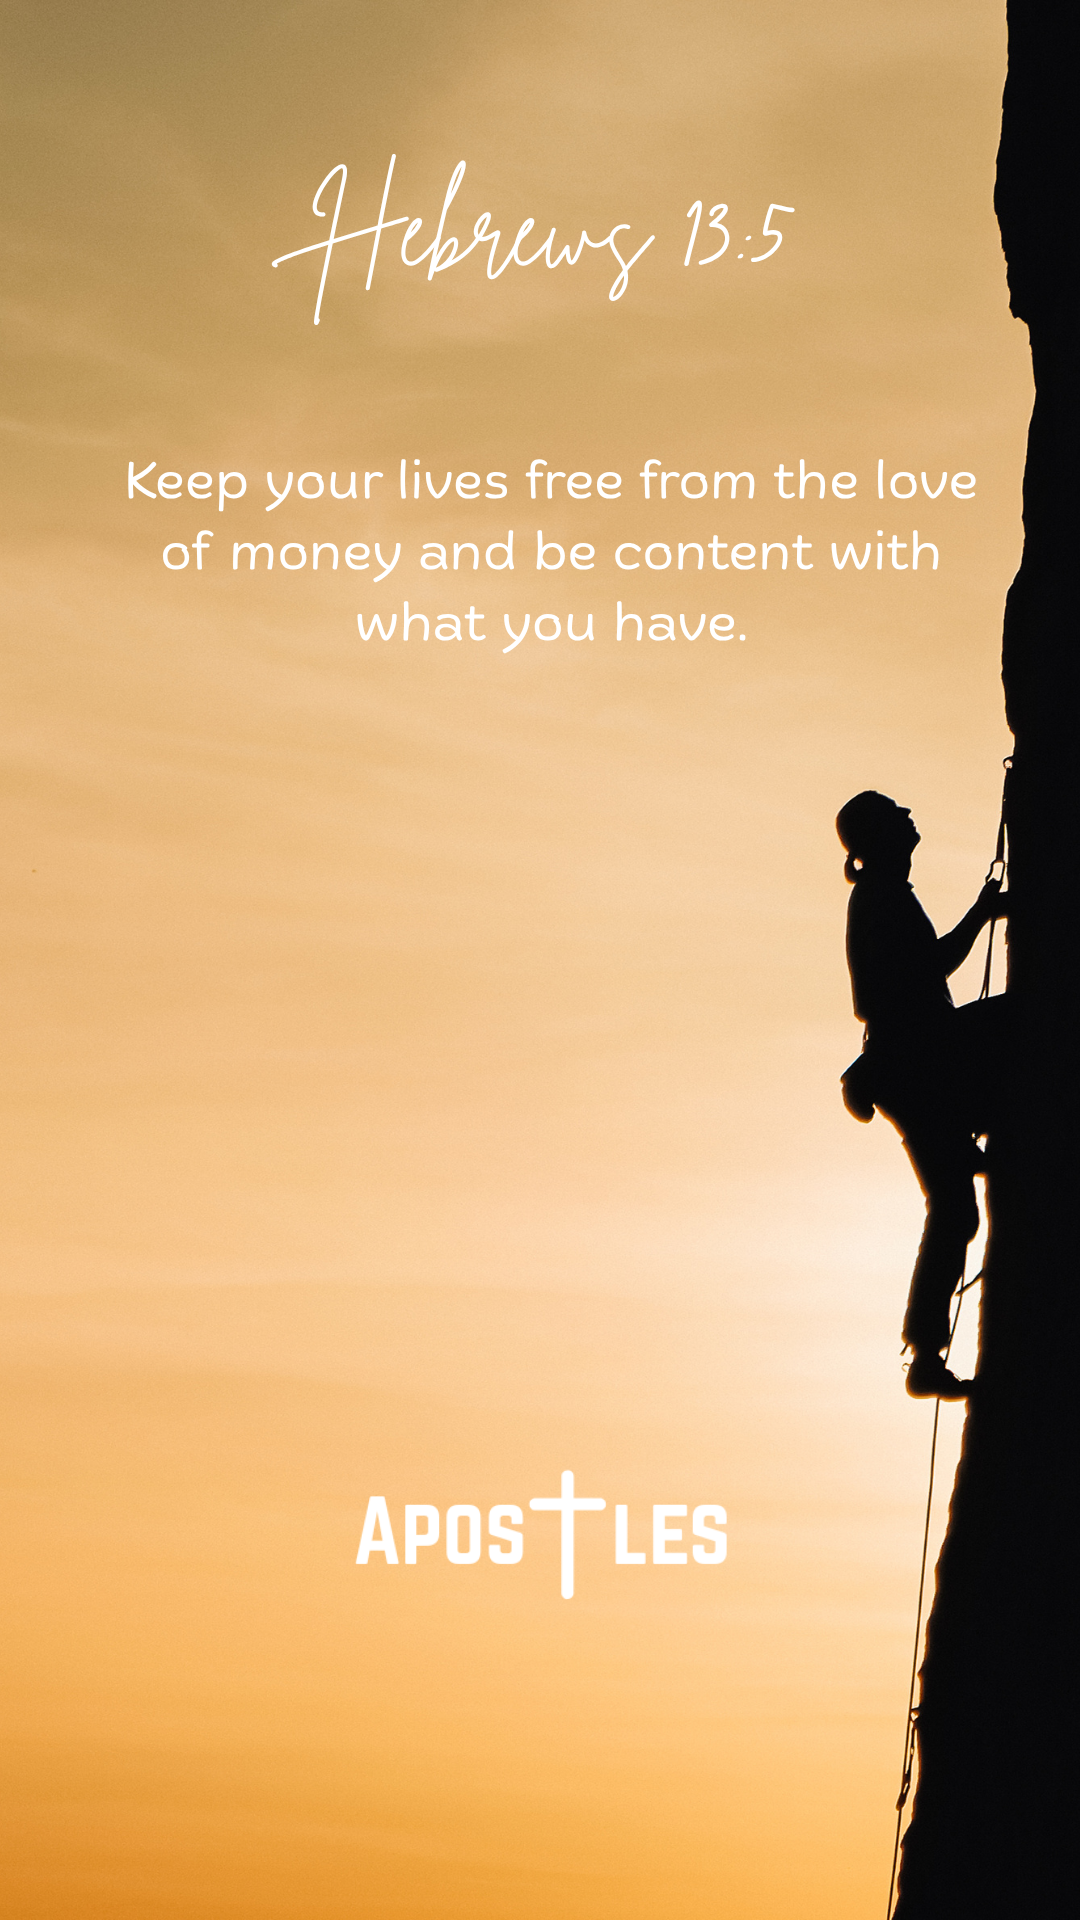 Hebrews 13:5
Keep your lives free from the love
of money and be content with
what you have.
APOSTLES